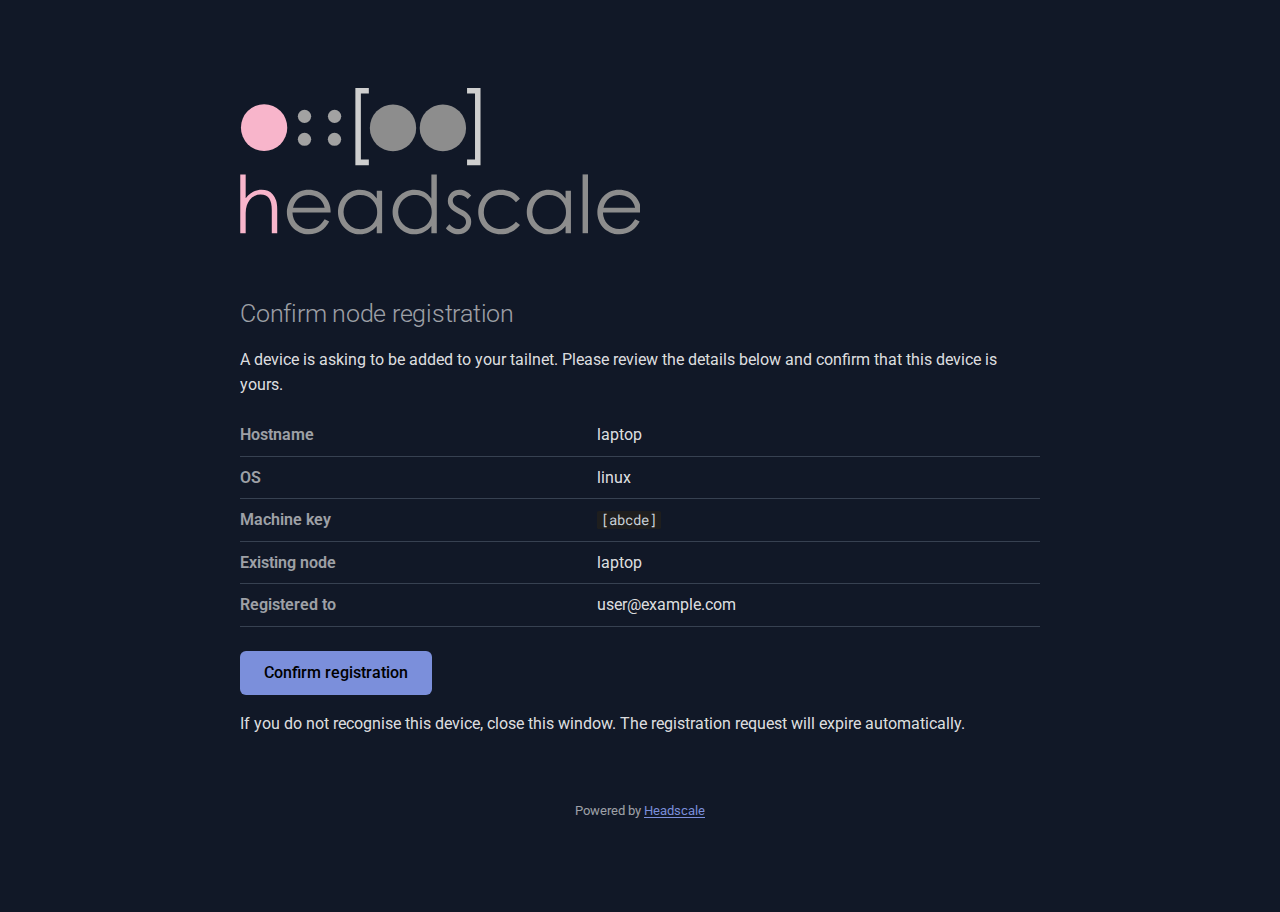 headscale
Confirm node registration
A device is asking to be added to your tailnet. Please review the details below and confirm that this device is
yours.
Hostname laptop
OS linux
Machine key [abcde]
Existing node laptop
Registered to user@example.com
Confirm registration
If you do not recognise this device, close this window. The registration request will expire automatically.
Powered by Headscale